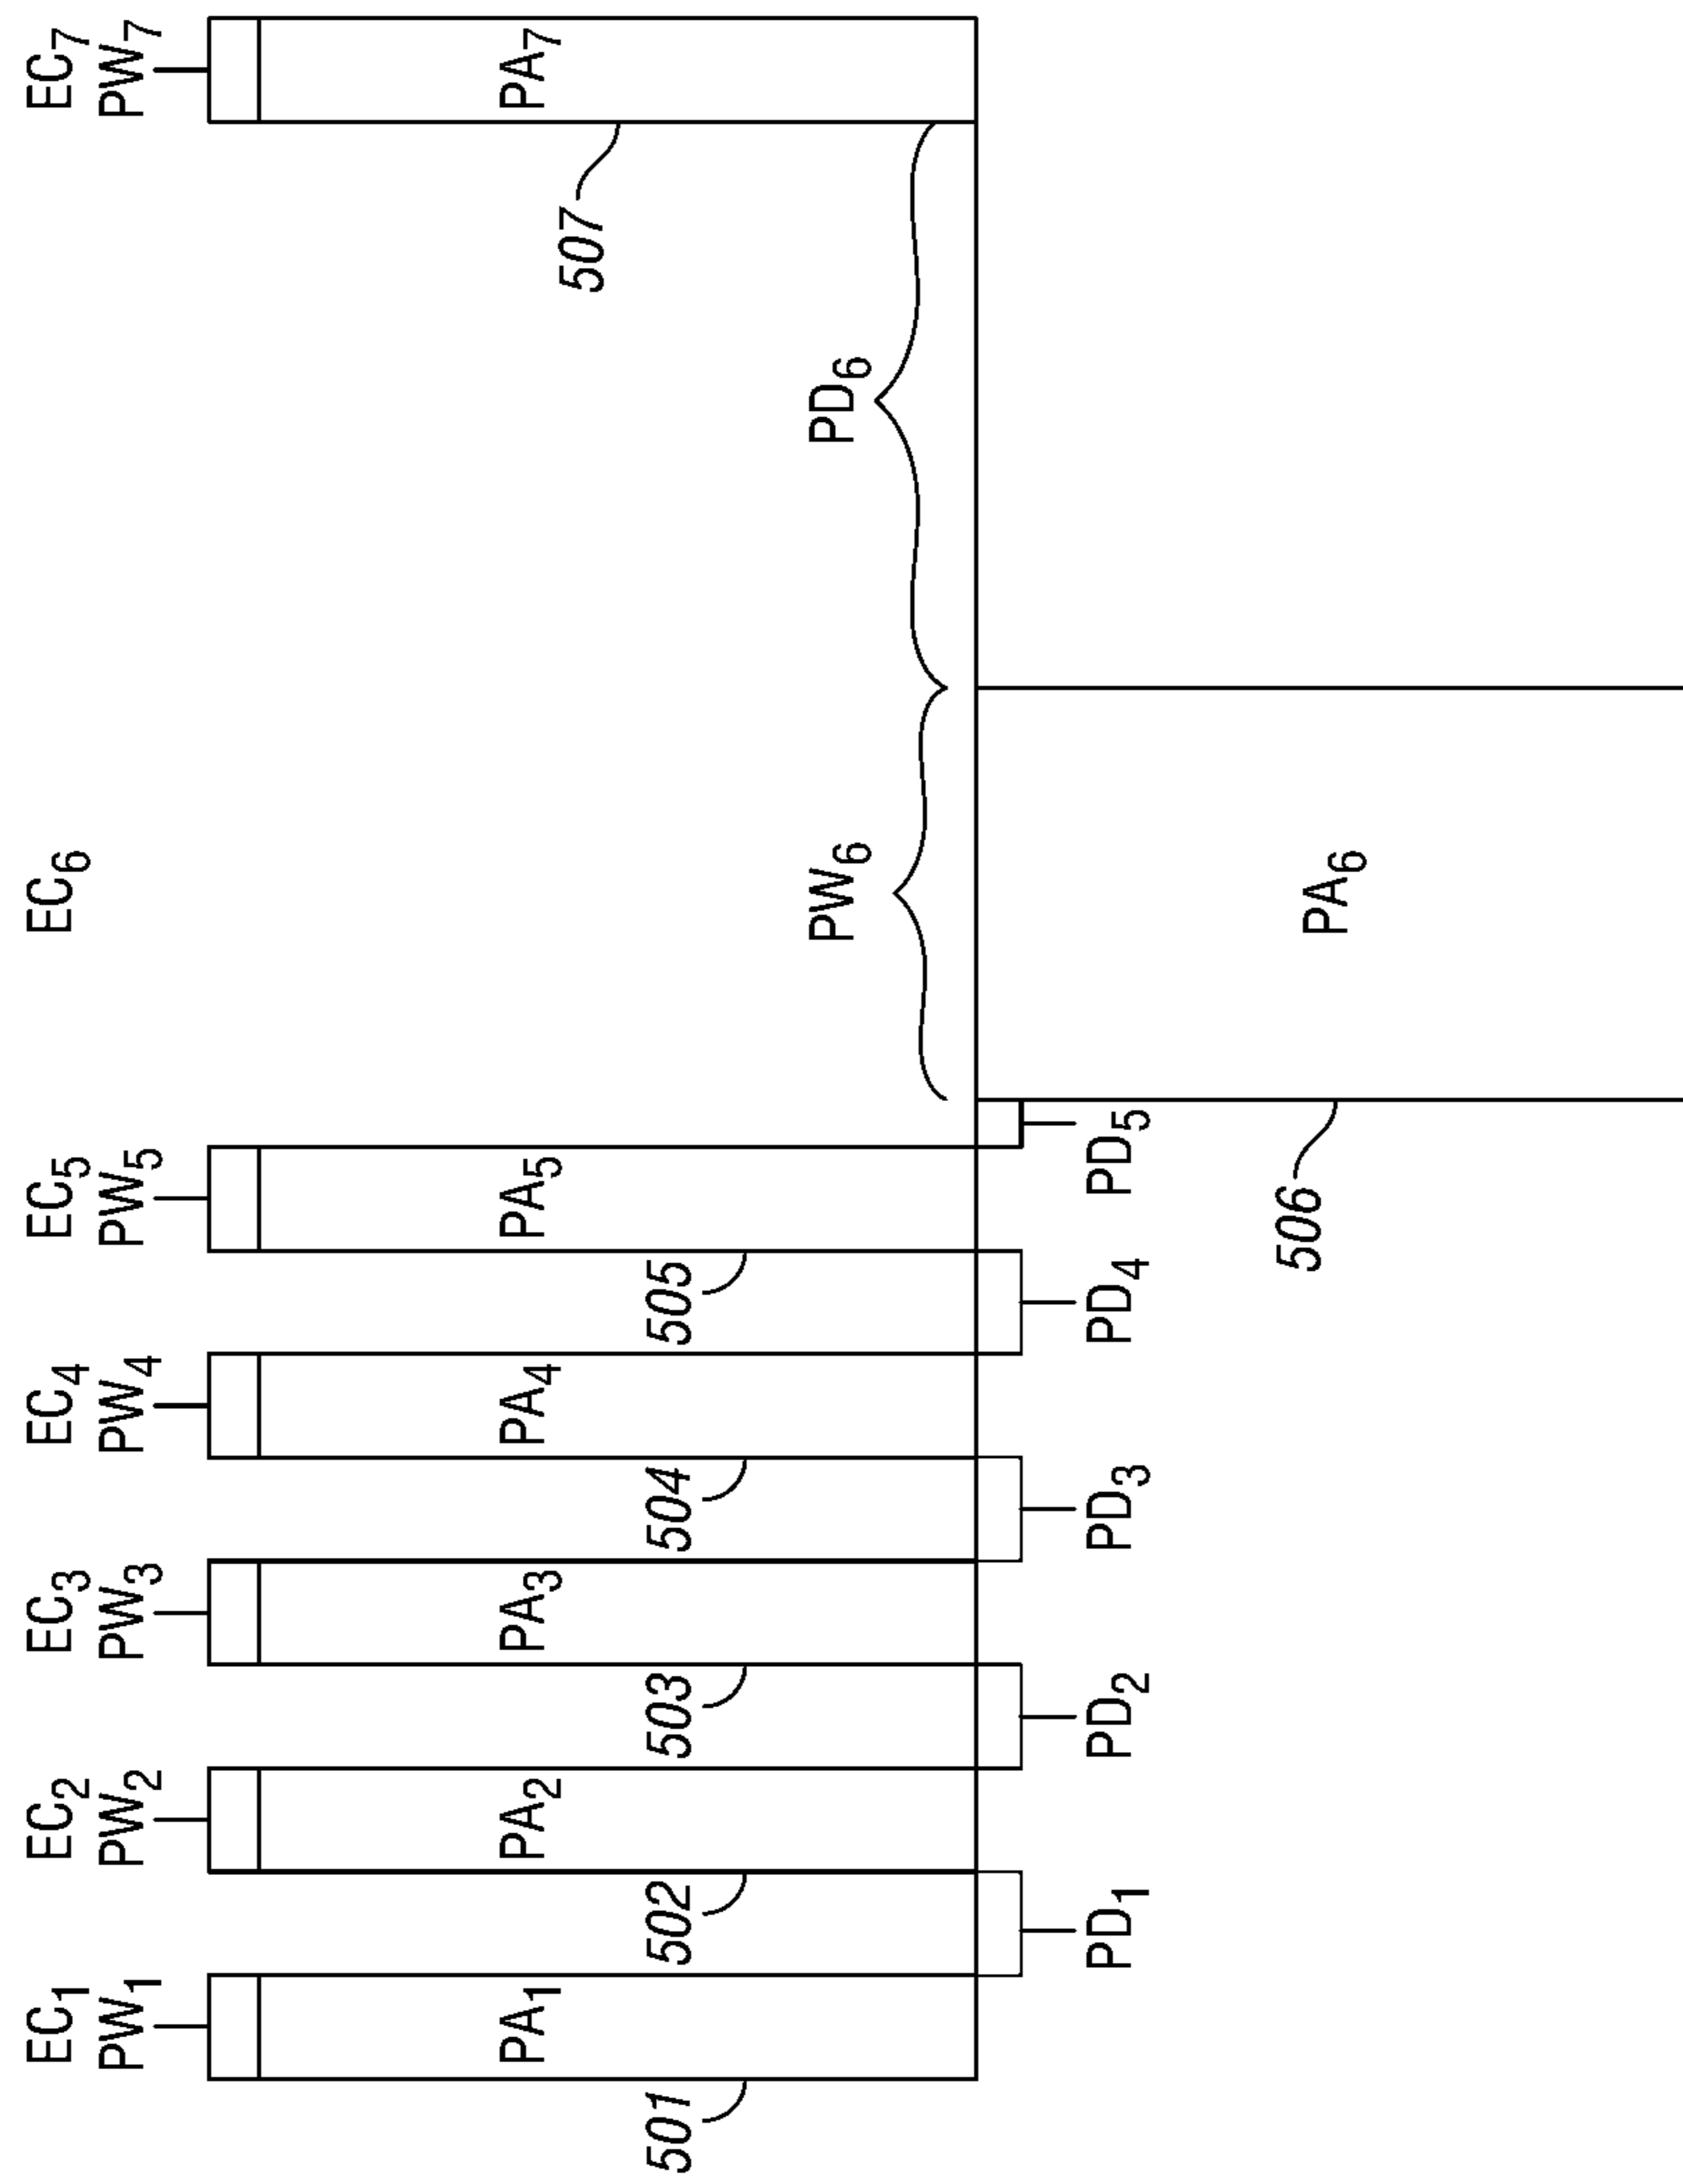 EC1 EC2 EC3 EC4 EC5 EC6 EC7
PW1 PW2 PW3 PW4 PW5 PW7
PA1 PA2 PA3 PA4 PA5 PA7
507
501 502 503 504 505
PW6 PD6
PD1 PD2 PD3 PD4 PD5
506
PA6